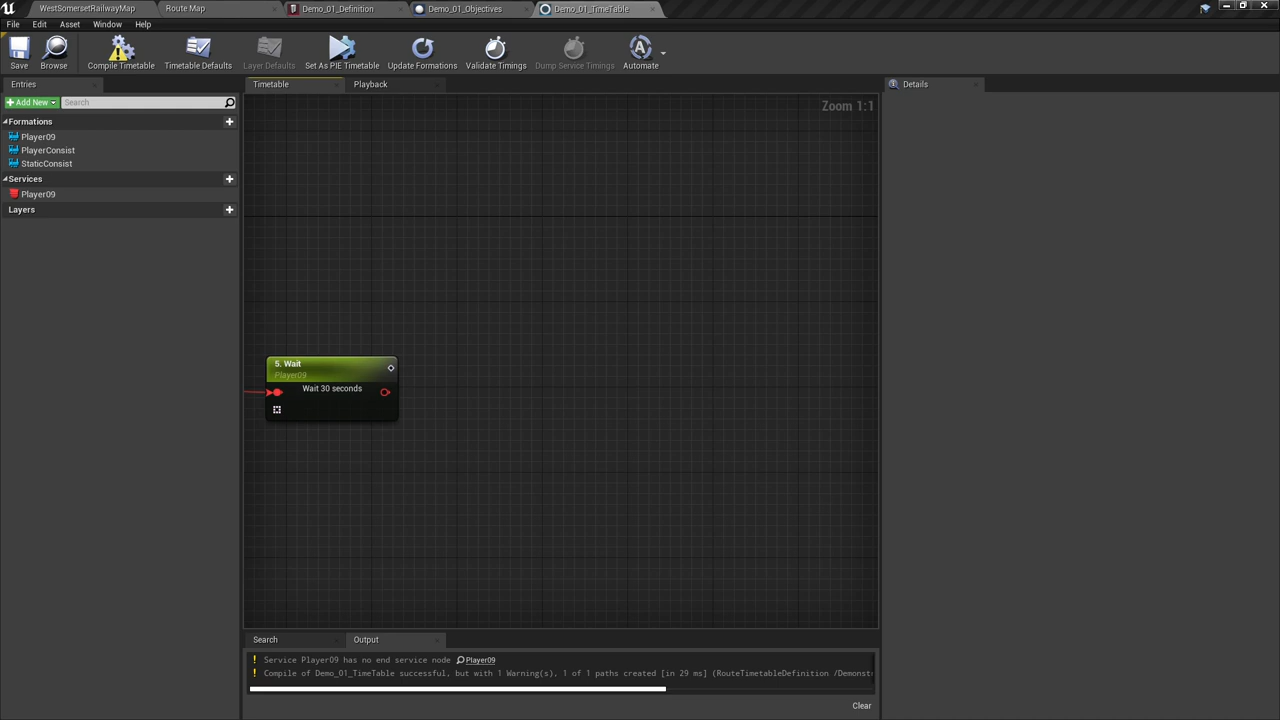 WestSomersetRailwayMap
Route Map
Demo_01_Definition
Demo_01_Objectives
Demo_01_TimeTable
File Edit Asset Window Help
Save
Browse
Compile Timetable
Timetable Defaults
Layer Defaults
Set As PIE Timetable
Update Formations
Validate Timings
Dump Service Timings
Automate
Entries
Timetable
Playback
Details
Add New
Search
Zoom 1:1
Formations
Player09
PlayerConsist
StaticConsist
Services
Player09
Layers
5. Wait
Player09
Wait 30 seconds
Search
Output
Service Player09 has no end service node Player09
Compile of Demo_01_TimeTable successful, but with 1 Warning(s), 1 of 1 paths created [in 29 ms] (RouteTimetableDefinition /Demonst
Clear